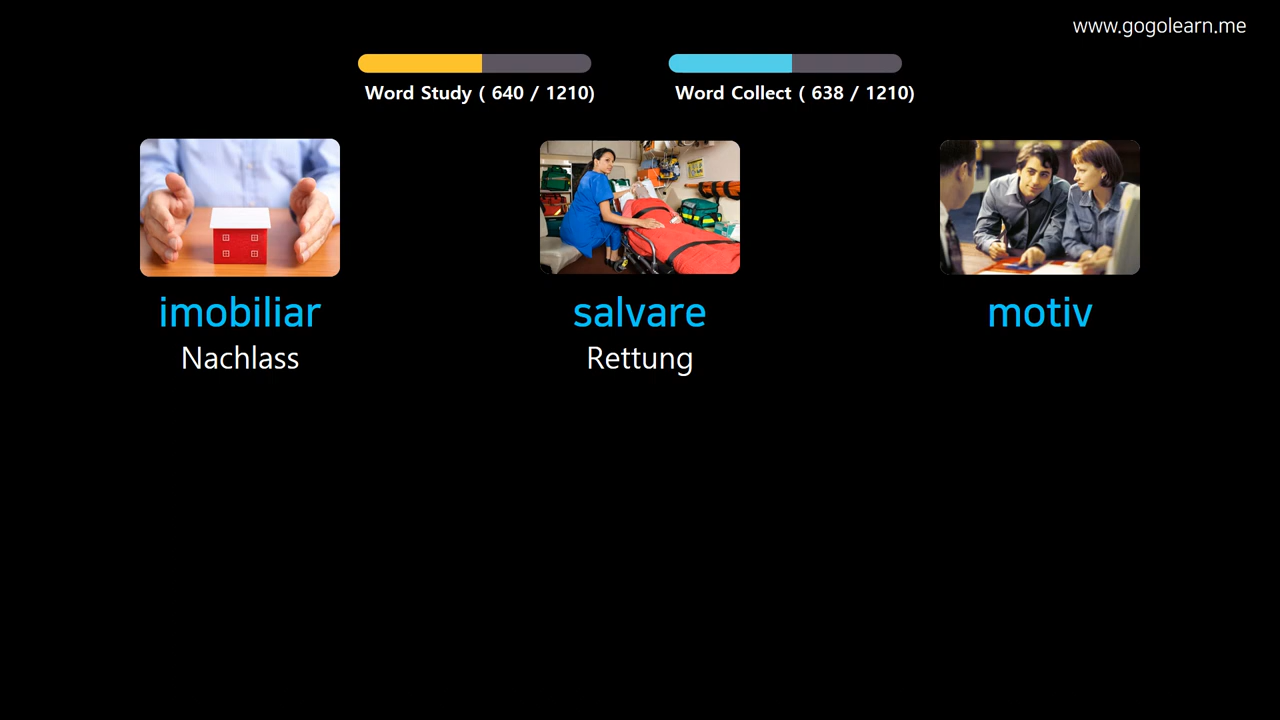 www.gogolearn.me
Word Study ( 640 / 1210)
Word Collect ( 638 / 1210)
imobiliar
salvare
motiv
Nachlass
Rettung